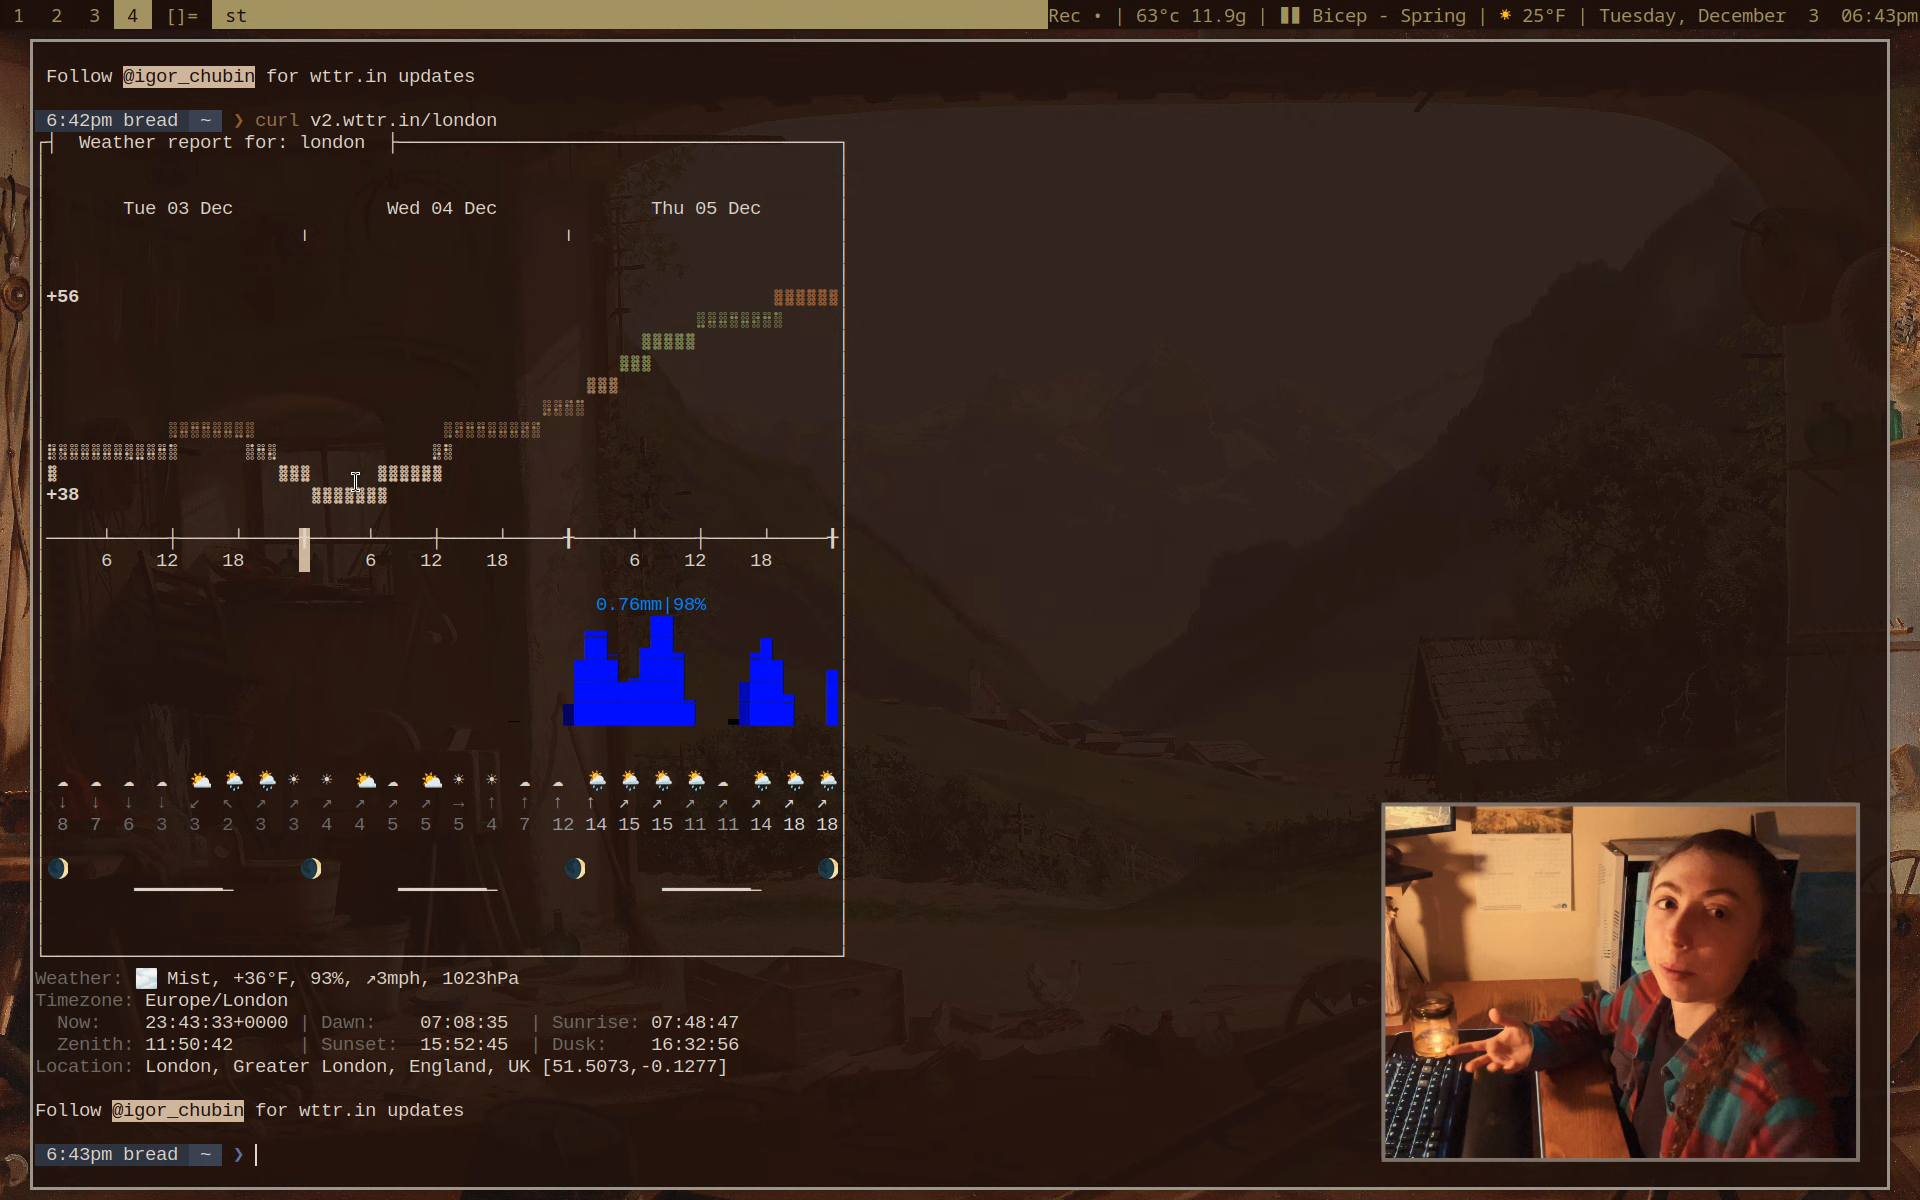 1 2 3 4 []= st Rec • | 63°c 11.9g | Bicep - Spring | 25°F | Tuesday, December 3 06:43pm
Follow @igor_chubin for wttr.in updates
6:42pm bread ~ ❯ curl v2.wttr.in/london
Weather report for: london
Tue 03 Dec Wed 04 Dec Thu 05 Dec
+56
+38
6 12 18 6 12 18 6 12 18
0.76mm|98%
↓ ↓ ↓ ↓ ↙ ↖ ↗ ↗ ↗ ↗ ↗ ↗ → ↑ ↑ ↑ ↑ ↗ ↗ ↗ ↗ ↗ ↗ ↗
8 7 6 3 3 2 3 3 4 4 5 5 5 4 7 12 14 15 15 11 11 14 18 18
Weather: Mist, +36°F, 93%, ↗3mph, 1023hPa
Timezone: Europe/London
Now: 23:43:33+0000 | Dawn: 07:08:35 | Sunrise: 07:48:47
Zenith: 11:50:42 | Sunset: 15:52:45 | Dusk: 16:32:56
Location: London, Greater London, England, UK [51.5073,-0.1277]
Follow @igor_chubin for wttr.in updates
6:43pm bread ~ ❯